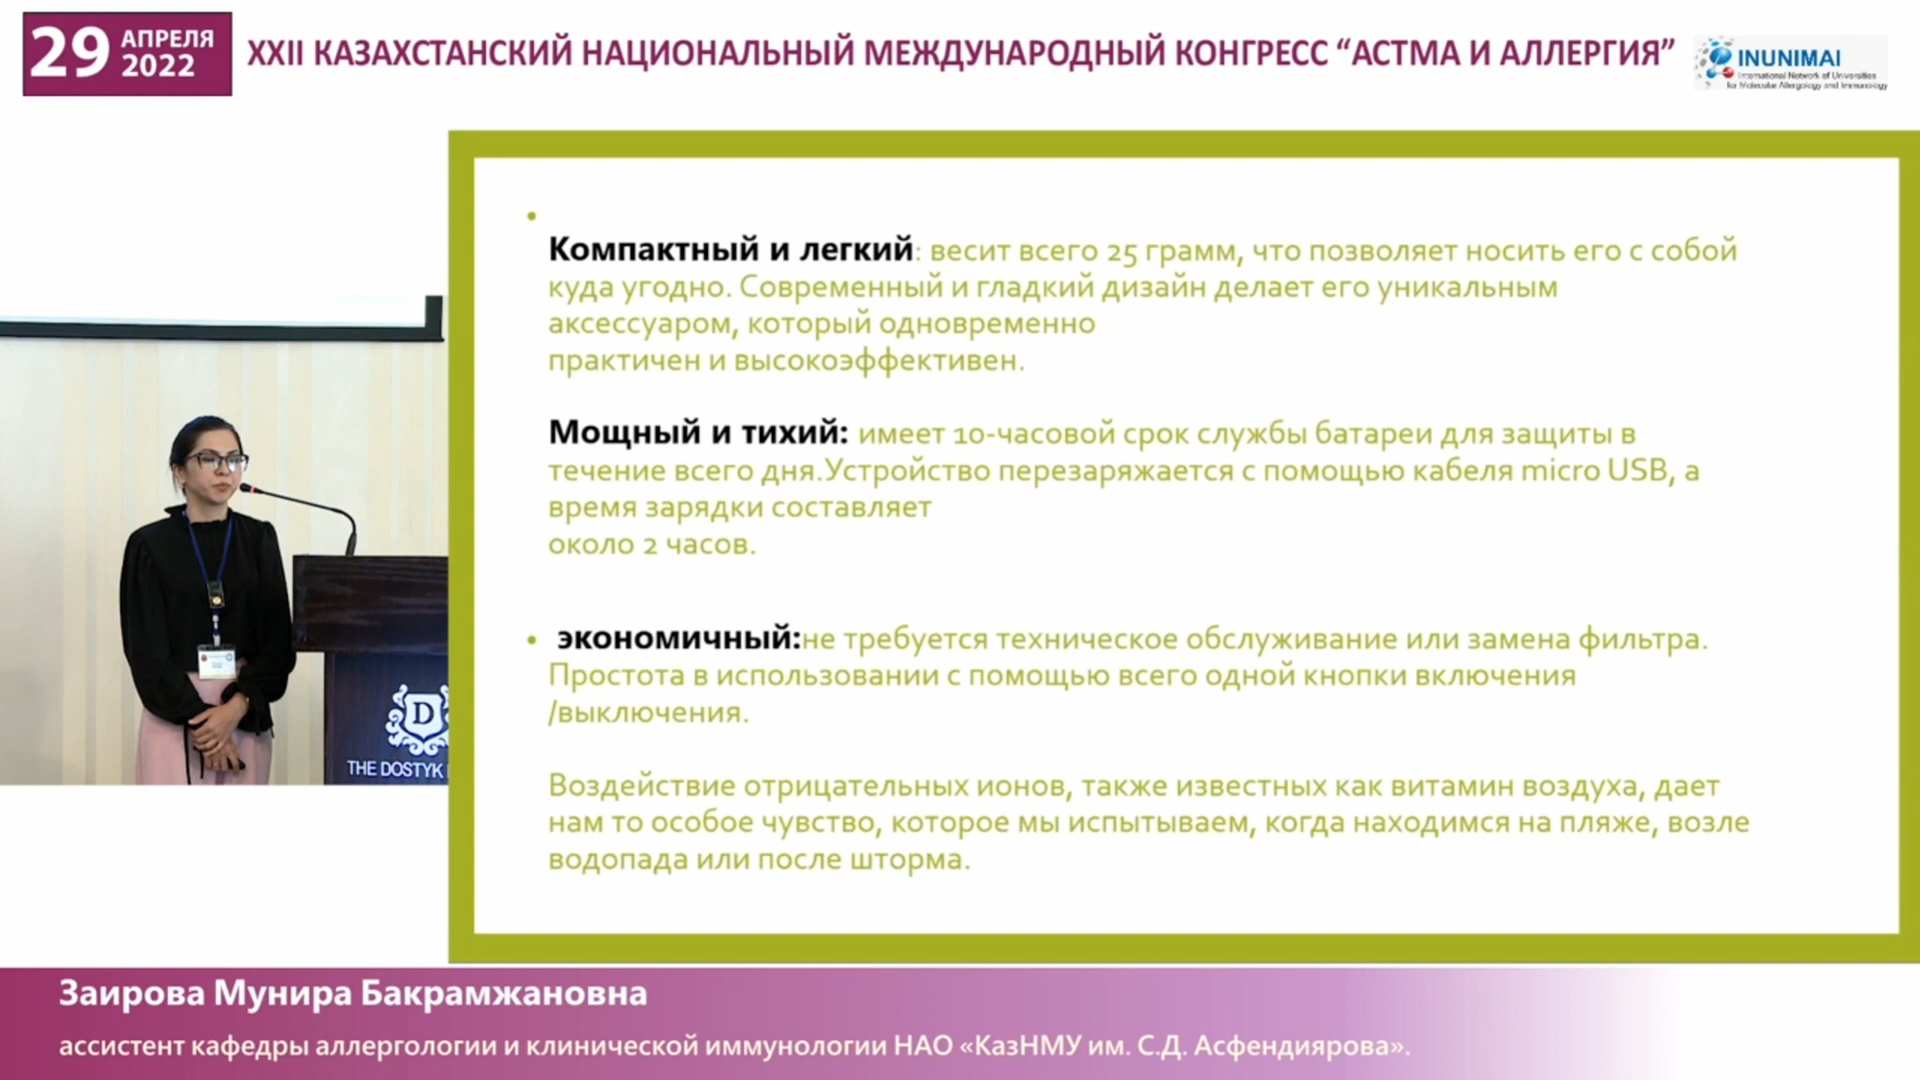 29 АПРЕЛЯ 2022
XXII КАЗАХСТАНСКИЙ НАЦИОНАЛЬНЫЙ МЕЖДУНАРОДНЫЙ КОНГРЕСС “АСТМА И АЛЛЕРГИЯ”
INUNIMAI
International Network of Universities
for Molecular Allergology and Immunology
Компактный и легкий: весит всего 25 грамм, что позволяет носить его с собой
куда угодно. Современный и гладкий дизайн делает его уникальным
аксессуаром, который одновременно
практичен и высокоэффективен.
Мощный и тихий: имеет 10-часовой срок службы батареи для защиты в
течение всего дня.Устройство перезаряжается с помощью кабеля micro USB, а
время зарядки составляет
около 2 часов.
экономичный:не требуется техническое обслуживание или замена фильтра.
Простота в использовании с помощью всего одной кнопки включения
/выключения.
Воздействие отрицательных ионов, также известных как витамин воздуха, дает
нам то особое чувство, которое мы испытываем, когда находимся на пляже, возле
водопада или после шторма.
D
THE DOSTYK
Заирова Мунира Бакрамжановна
ассистент кафедры аллергологии и клинической иммунологии НАО «КазНМУ им. С.Д. Асфендиярова».